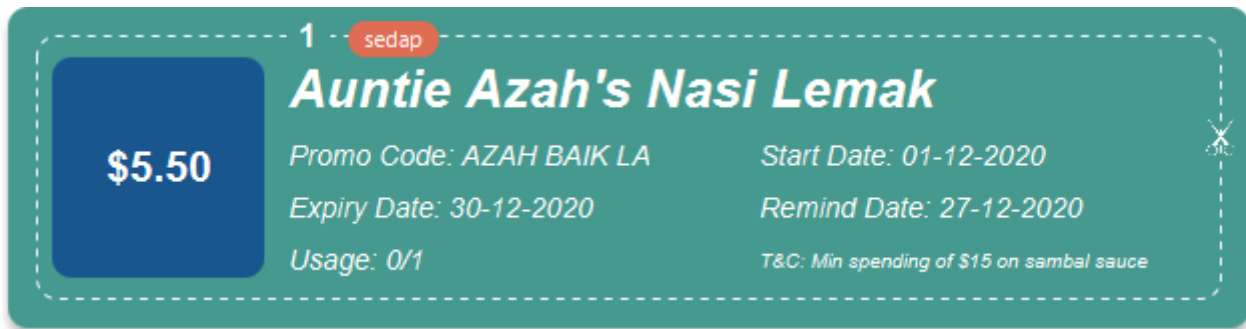 1 sedap
Auntie Azah's Nasi Lemak
$5.50
Promo Code: AZAH BAIK LA
Start Date: 01-12-2020
Expiry Date: 30-12-2020
Remind Date: 27-12-2020
Usage: 0/1
T&C: Min spending of $15 on sambal sauce